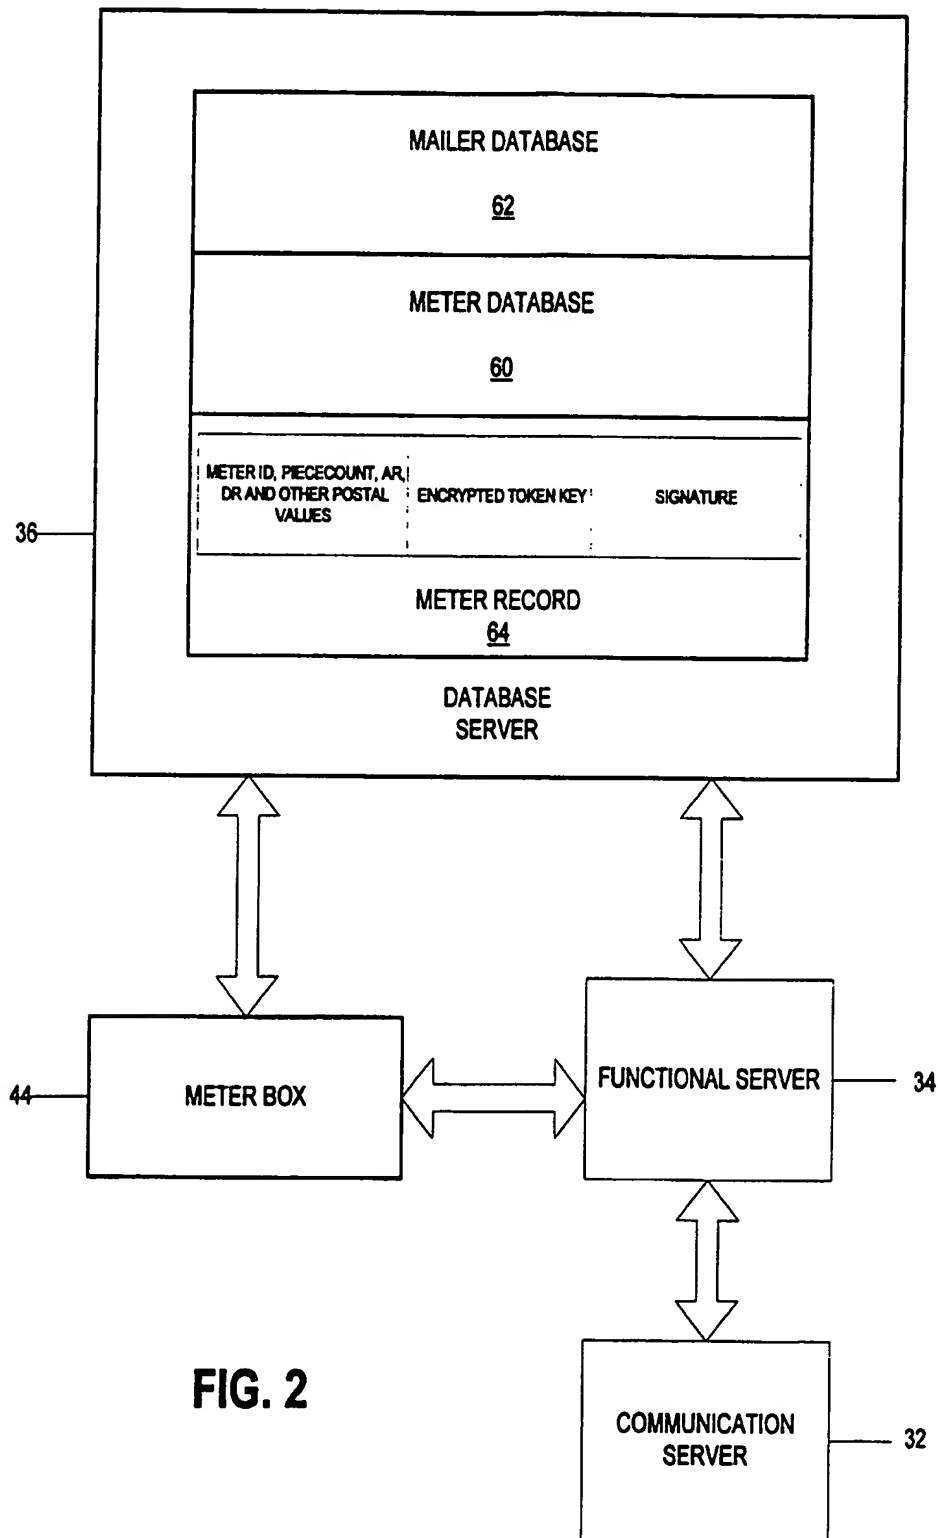 MAILER DATABASE
62
METER DATABASE
60
METER ID, PIECECOUNT, AR,
DR AND OTHER POSTAL
VALUES
ENCRYPTED TOKEN KEY
SIGNATURE
36
METER RECORD
64
DATABASE
SERVER
44
METER BOX
FUNCTIONAL SERVER
34
FIG. 2
COMMUNICATION
SERVER
32